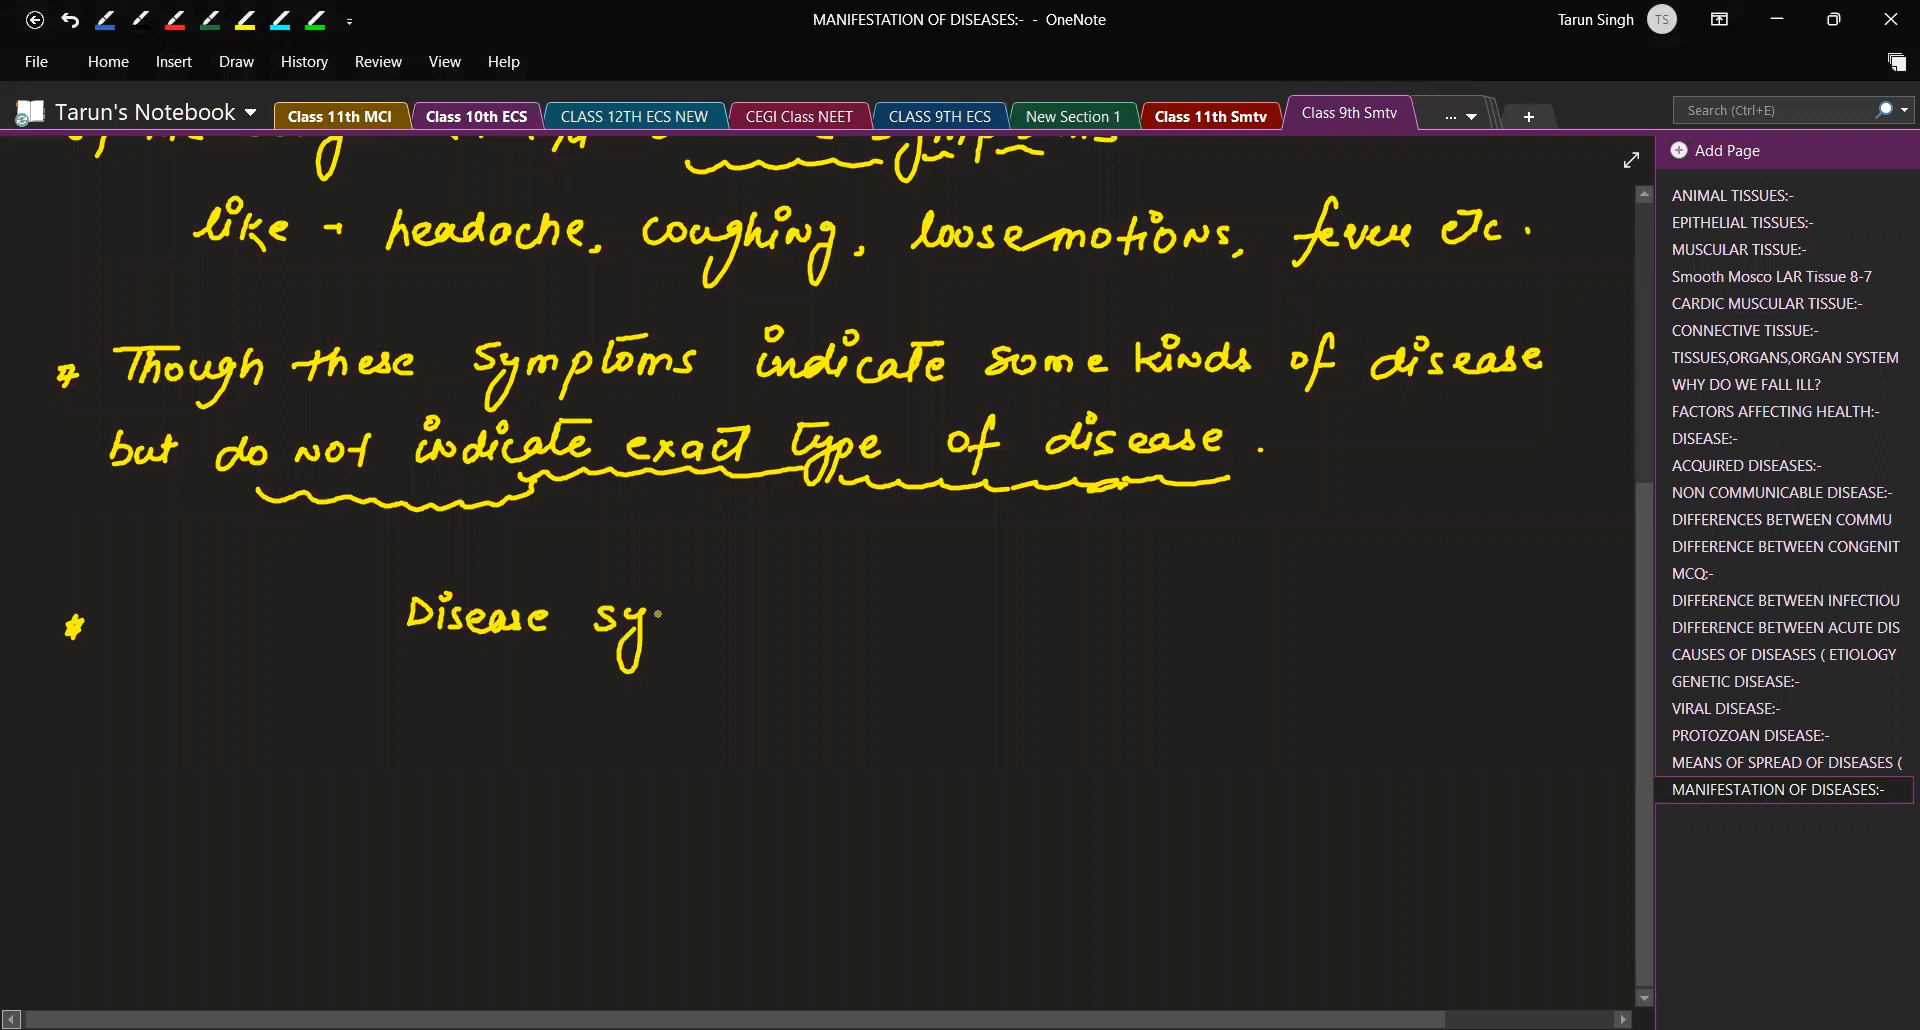 MANIFESTATION OF DISEASES:- - OneNote
Tarun Singh TS
File Home Insert Draw History Review View Help
Tarun's Notebook Class 11th MCI Class 10th ECS CLASS 12TH ECS NEW CEGI Class NEET CLASS 9TH ECS New Section 1 Class 11th Smtv Class 9th Smtv ... + Search (Ctrl+E)
like → headache, coughing, loosemotions, fever etc.
* Though these symptoms indicate some kinds of disease
but do not indicate exact type of disease.
* Disease sy
Add Page
ANIMAL TISSUES:-
EPITHELIAL TISSUES:-
MUSCULAR TISSUE:-
Smooth Mosco LAR Tissue 8-7
CARDIC MUSCULAR TISSUE:-
CONNECTIVE TISSUE:-
TISSUES,ORGANS,ORGAN SYSTEM
WHY DO WE FALL ILL?
FACTORS AFFECTING HEALTH:-
DISEASE:-
ACQUIRED DISEASES:-
NON COMMUNICABLE DISEASE:-
DIFFERENCES BETWEEN COMMU
DIFFERENCE BETWEEN CONGENIT
MCQ:-
DIFFERENCE BETWEEN INFECTIOU
DIFFERENCE BETWEEN ACUTE DIS
CAUSES OF DISEASES ( ETIOLOGY
GENETIC DISEASE:-
VIRAL DISEASE:-
PROTOZOAN DISEASE:-
MEANS OF SPREAD OF DISEASES (
MANIFESTATION OF DISEASES:-